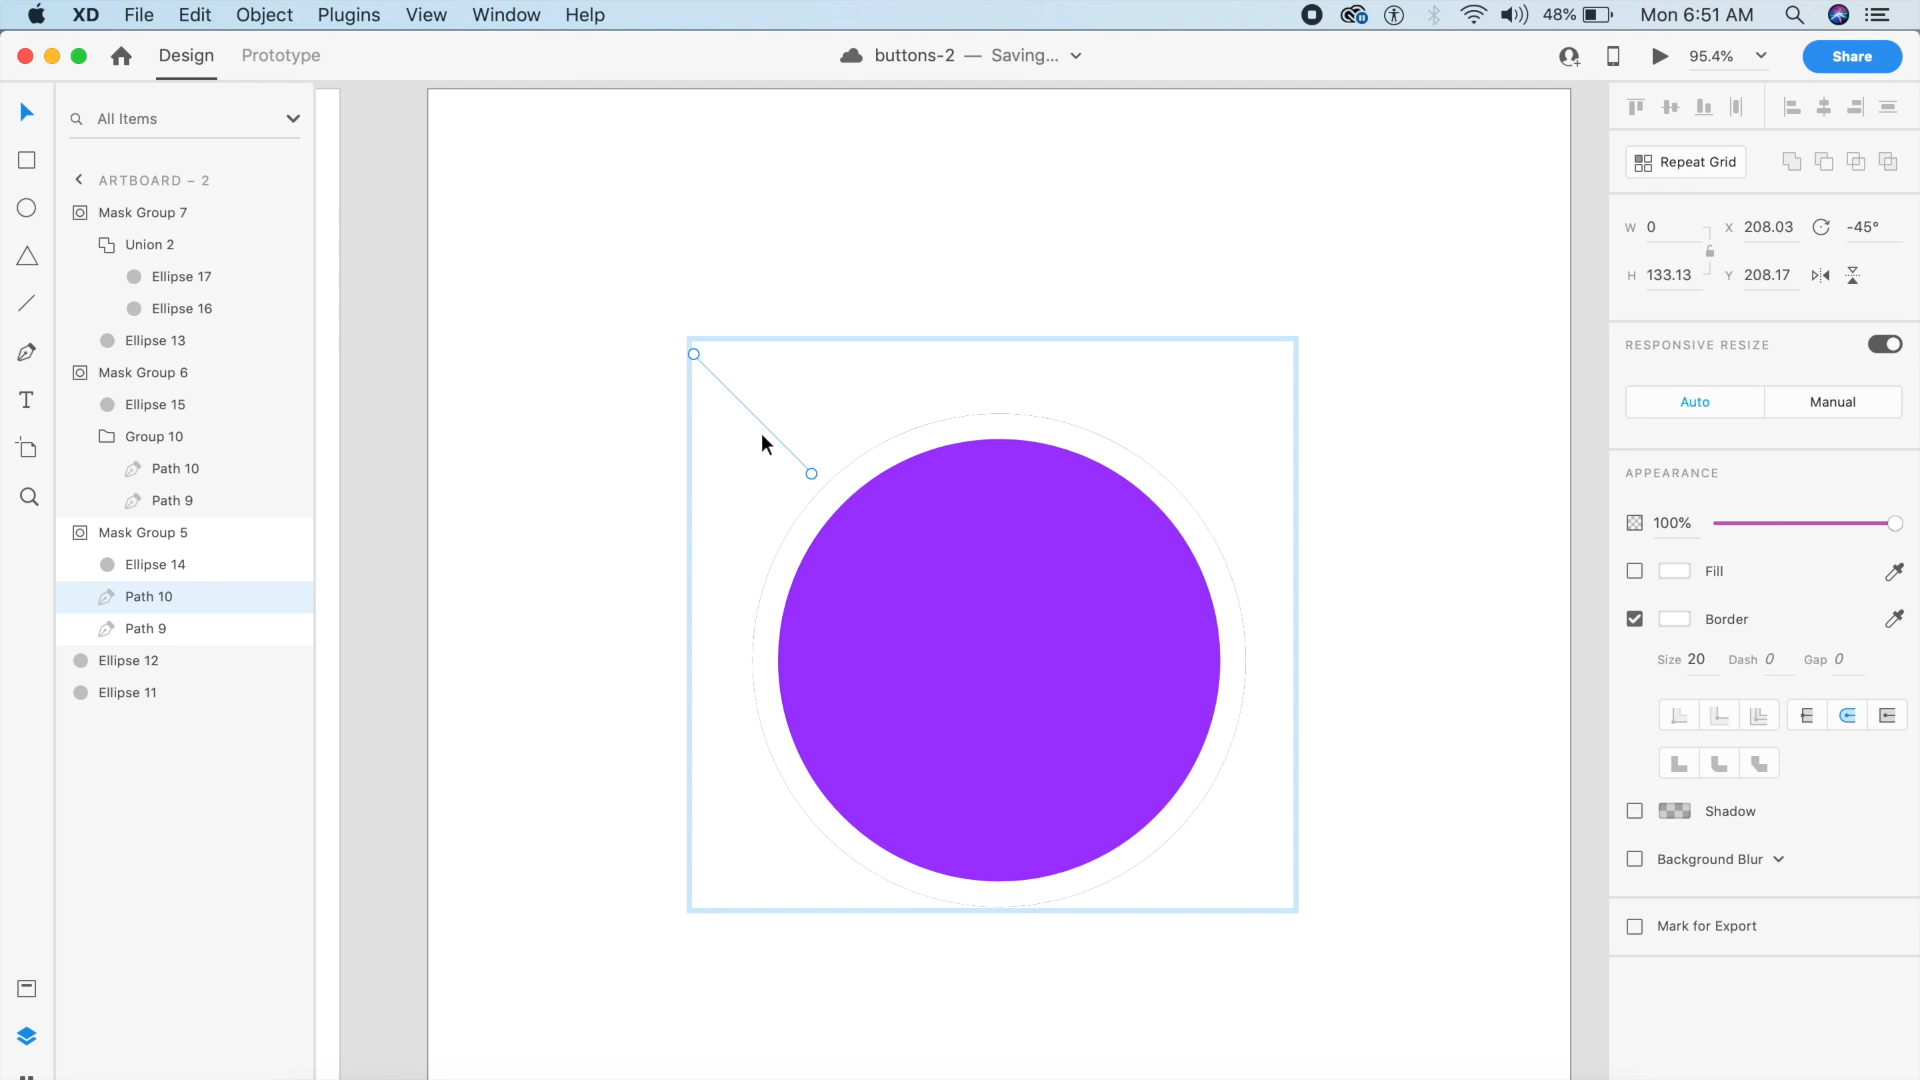 XD File Edit Object Plugins View Window Help 48% Mon 6:51 AM
Design Prototype buttons-2 — Saving... 95.4% Share
All Items
ARTBOARD – 2
Mask Group 7
Union 2
Ellipse 17
Ellipse 16
Ellipse 13
Mask Group 6
Ellipse 15
Group 10
Path 10
Path 9
Mask Group 5
Ellipse 14
Path 10
Path 9
Ellipse 12
Ellipse 11
Repeat Grid
W 0 X 208.03 -45°
H 133.13 Y 208.17
RESPONSIVE RESIZE
Auto Manual
APPEARANCE
100%
Fill
Border
Size 20 Dash 0 Gap 0
Shadow
Background Blur
Mark for Export